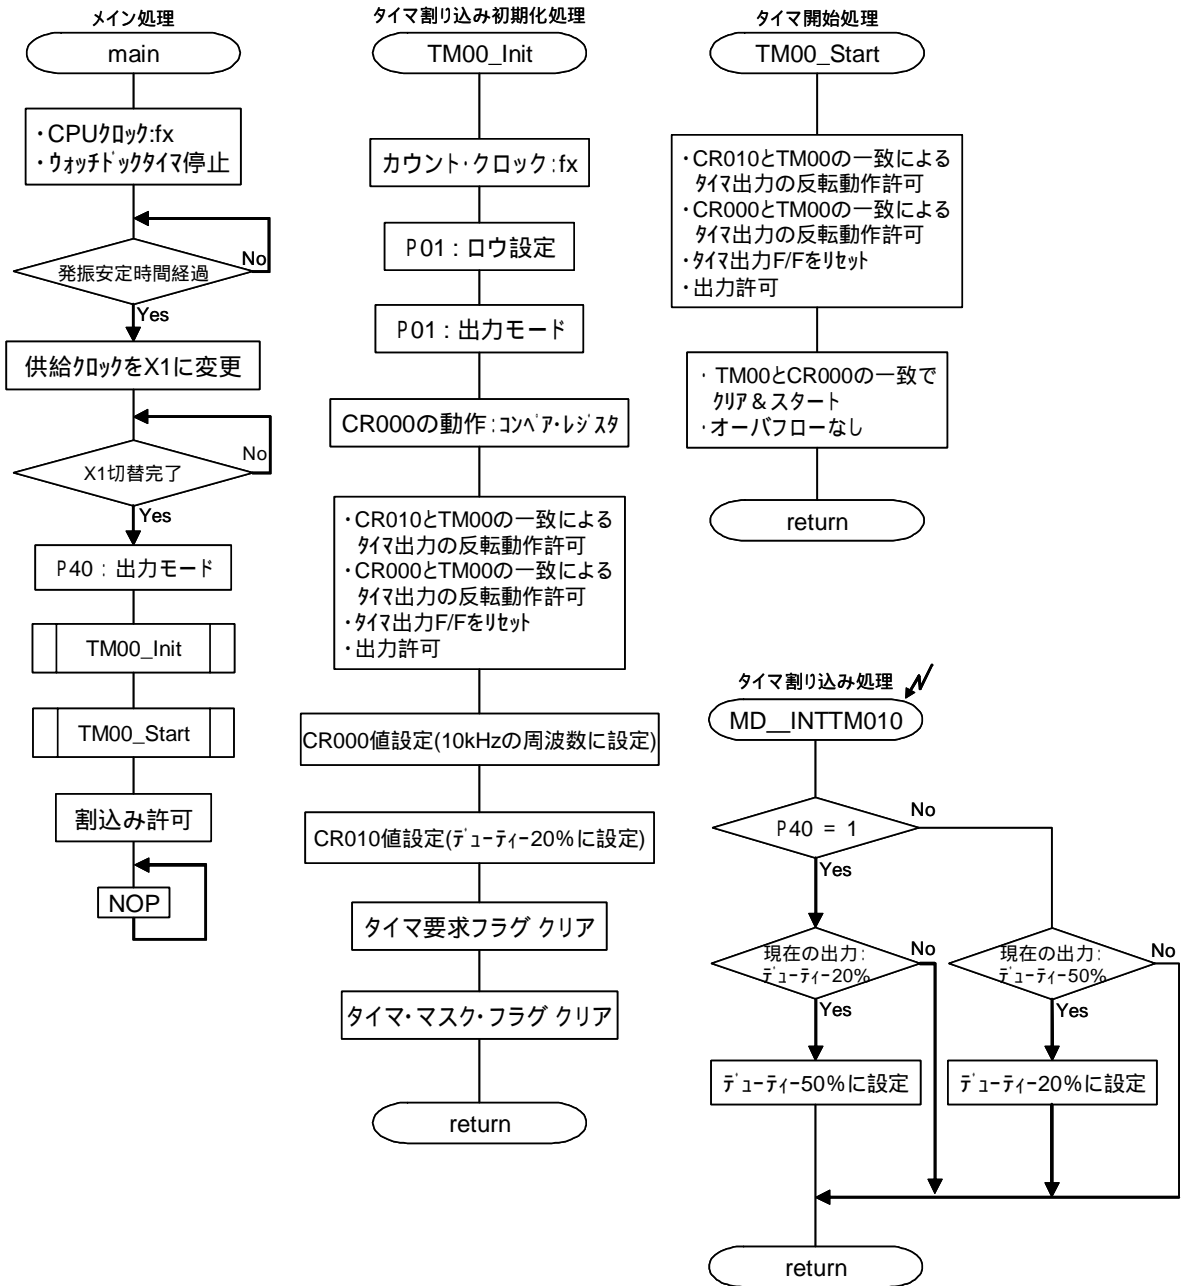 メイン処理
main
・CPUｸﾛｯｸ:fx
・ｳｫｯﾁﾄﾞｯｸﾀｲﾏ停止
No
発振安定時間経過
Yes
供給ｸﾛｯｸをX1に変更
No
X1切替完了
Yes
P40：出力モード
TM00_Init
TM00_Start
割込み許可
NOP
タイマ割り込み初期化処理
TM00_Init
カウント・クロック:fx
P01：ロウ設定
P01：出力モード
CR000の動作:ｺﾝﾍﾟｱ・ﾚｼﾞｽﾀ
・CR010とTM00の一致による
ﾀｲﾏ出力の反転動作許可
・CR000とTM00の一致による
ﾀｲﾏ出力の反転動作許可
・ﾀｲﾏ出力F/Fをﾘｾｯﾄ
・出力許可
CR000値設定(10kHzの周波数に設定)
CR010値設定(ﾃﾞｭｰﾃｨｰ20%に設定)
タイマ要求フラグ クリア
タイマ・マスク・フラグ クリア
return
タイマ開始処理
TM00_Start
・CR010とTM00の一致による
ﾀｲﾏ出力の反転動作許可
・CR000とTM00の一致による
ﾀｲﾏ出力の反転動作許可
・ﾀｲﾏ出力F/Fをﾘｾｯﾄ
・出力許可
・TM00とCR000の一致で
ｸﾘｱ＆スタート
・オーバフローなし
return
タイマ割り込み処理
MD__INTTM010
P40 = 1
No
Yes
現在の出力:
ﾃﾞｭｰﾃｨｰ20%
No
Yes
現在の出力:
ﾃﾞｭｰﾃｨｰ50%
No
Yes
ﾃﾞｭｰﾃｨｰ50%に設定
ﾃﾞｭｰﾃｨｰ20%に設定
return